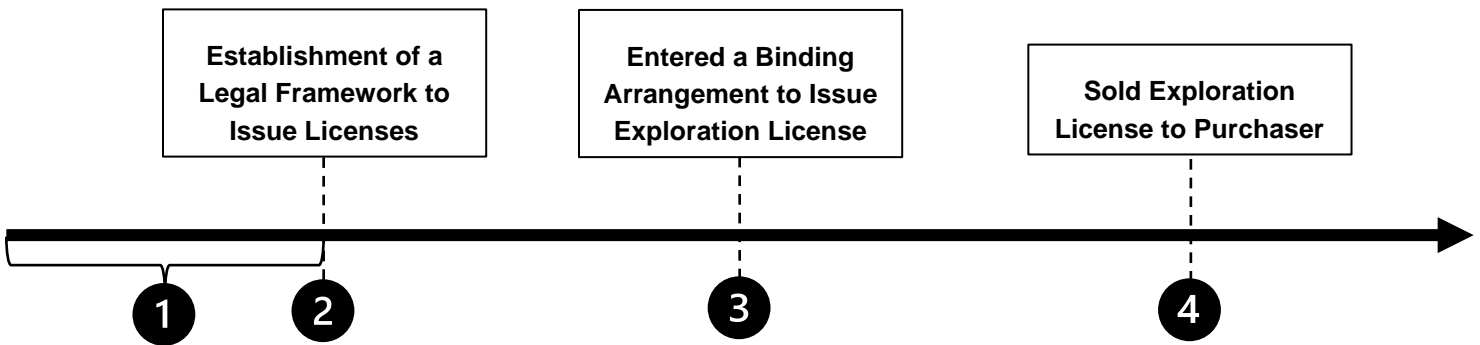 Establishment of a
Legal Framework to
Issue Licenses
Entered a Binding
Arrangement to Issue
Exploration License
Sold Exploration
License to Purchaser
1
2
3
4